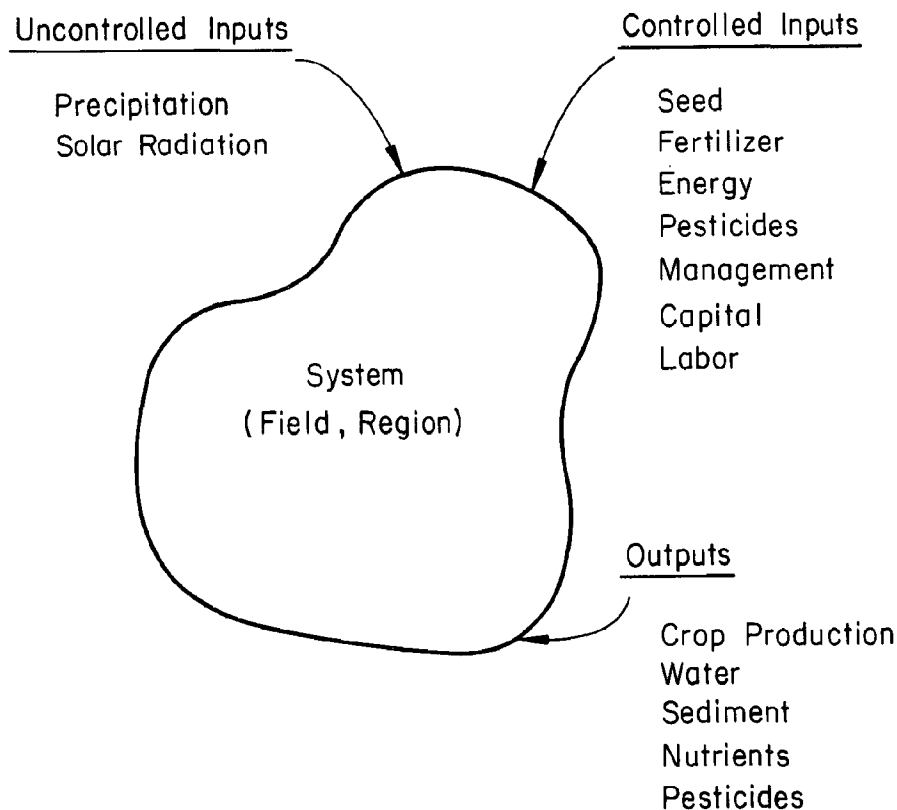 Uncontrolled Inputs
Precipitation
Solar Radiation
Controlled Inputs
Seed
Fertilizer
Energy
Pesticides
Management
Capital
Labor
System
(Field, Region)
Outputs
Crop Production
Water
Sediment
Nutrients
Pesticides